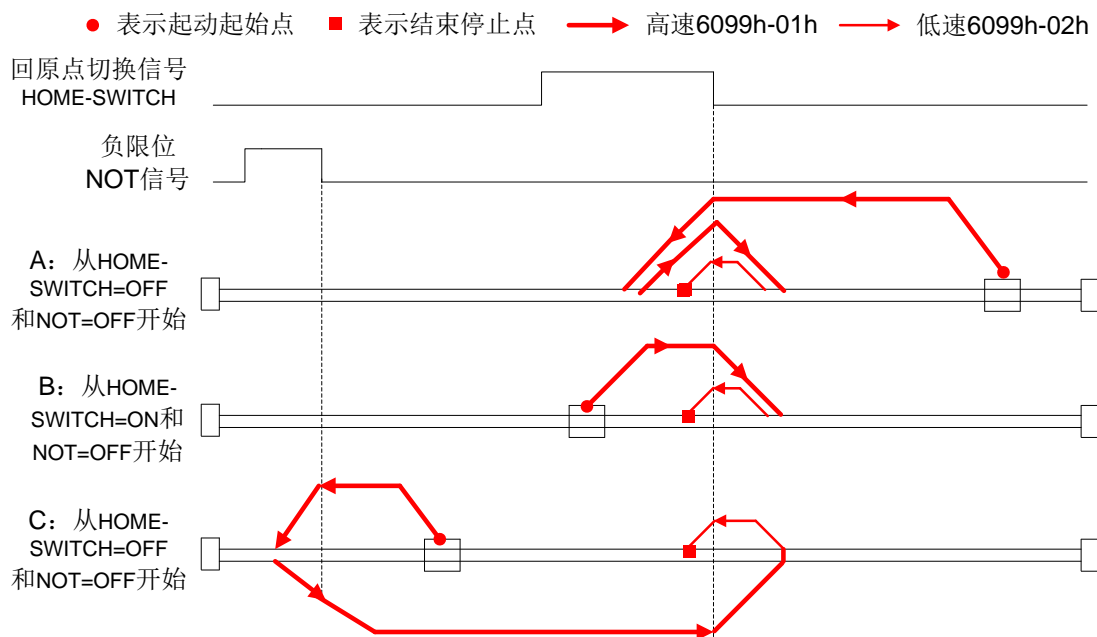 表示起动起始点 表示结束停止点 高速6099h-01h 低速6099h-02h
回原点切换信号
HOME-SWITCH
负限位
NOT信号
A：从HOME-
SWITCH=OFF
和NOT=OFF开始
B：从HOME-
SWITCH=ON和
NOT=OFF开始
C：从HOME-
SWITCH=OFF
和NOT=OFF开始